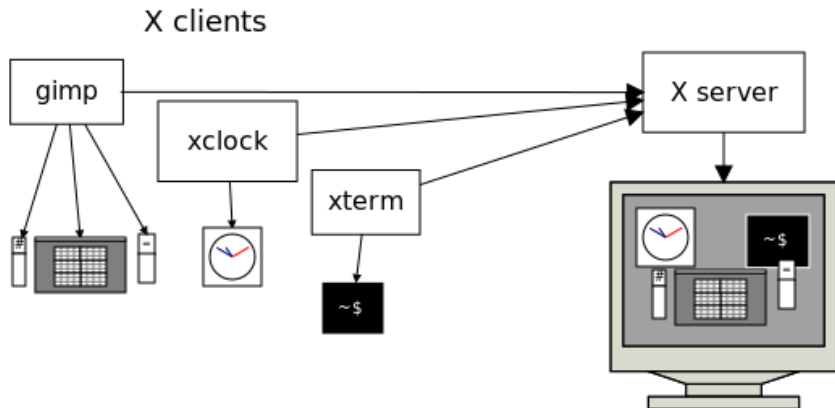 X clients
gimp
X server
xclock
xterm
#
-
~$
~$
#
-